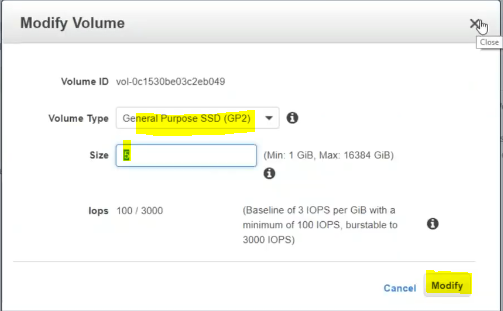 Modify Volume
Close
Volume ID vol-0c1530be03c2eb049
Volume Type General Purpose SSD (GP2)
Size 5 (Min: 1 GiB, Max: 16384 GiB)
Iops 100 / 3000 (Baseline of 3 IOPS per GiB with a
minimum of 100 IOPS, burstable to
3000 IOPS)
Cancel Modify